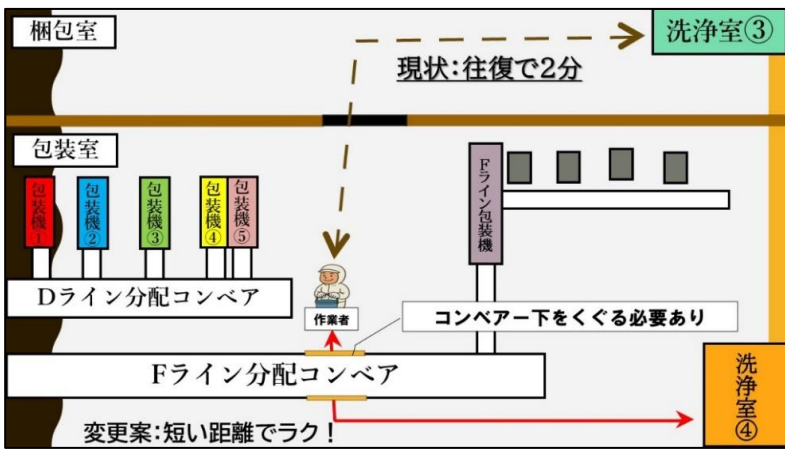 梱包室
洗浄室③
現状：往復で2分
包装室
包装機①
包装機②
包装機③
包装機④
包装機⑤
Fライン包装機
Dライン分配コンベア
作業者
コンベアー下をくぐる必要あり
Fライン分配コンベア
洗浄室④
変更案：短い距離でラク！